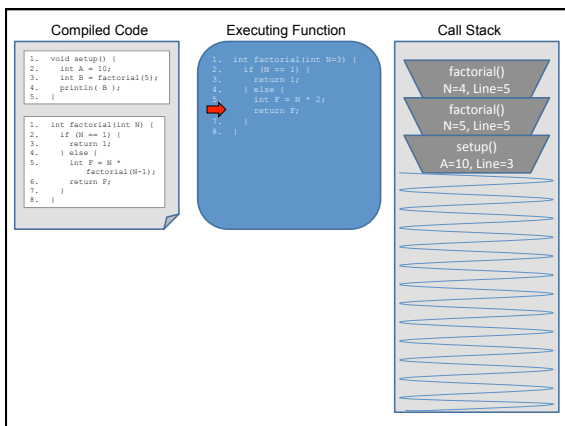 Compiled Code
1. void setup() {
2. int A = 10;
3. int B = factorial(5);
4. println( B );
5. }
1. int factorial(int N) {
2. if (N == 1) {
3. return 1;
4. } else {
5. int F = N *
factorial(N-1);
6. return F;
7. }
8. }
Executing Function
1. int factorial(int N=3) {
2. if (N == 1) {
3. return 1;
4. } else {
5. int F = N * 2;
return F;
7. }
8. }
Call Stack
factorial()
N=4, Line=5
factorial()
N=5, Line=5
setup()
A=10, Line=3